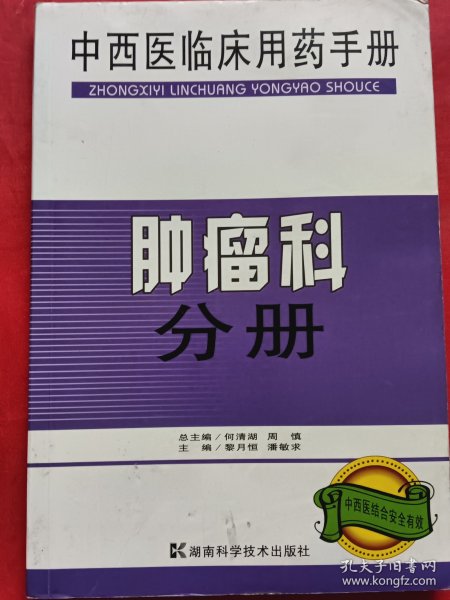 中西医临床用药手册
ZHONGXIYI LINCHUANG YONGYAO SHOUCE
肿瘤科
分册
总主编/何清湖 周 慎
主 编/黎月恒 潘敏求
中西医结合安全有效
K 湖南科学技术出版社
孔夫子旧书网
www.kongfz.com